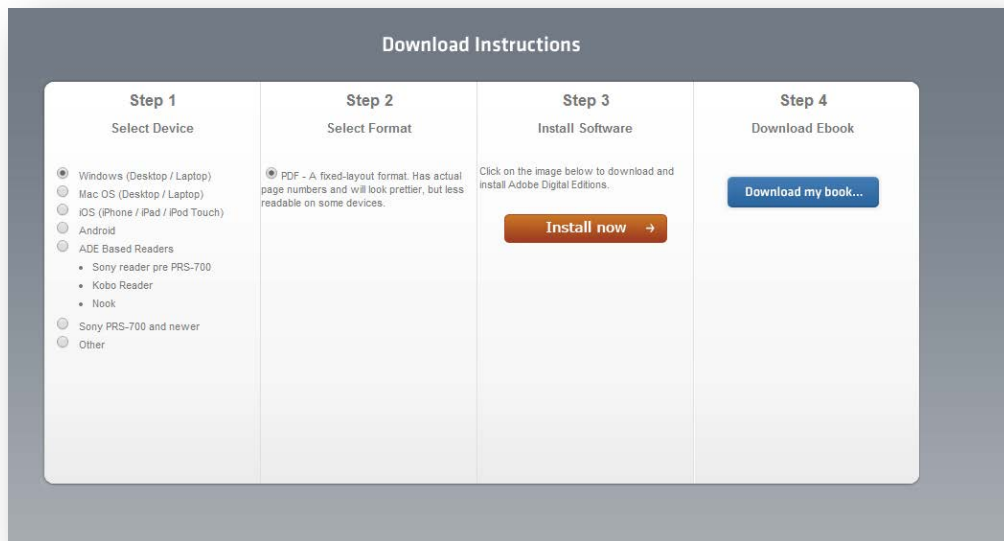 Download Instructions
Step 1
Select Device
Windows (Desktop / Laptop)
Mac OS (Desktop / Laptop)
iOS (iPhone / iPad / iPod Touch)
Android
ADE Based Readers
Sony reader pre PRS-700
Kobo Reader
Nook
Sony PRS-700 and newer
Other
Step 2
Select Format
PDF - A fixed-layout format. Has actual
page numbers and will look prettier, but less
readable on some devices.
Step 3
Install Software
Click on the image below to download and
install Adobe Digital Editions.
Install now →
Step 4
Download Ebook
Download my book...